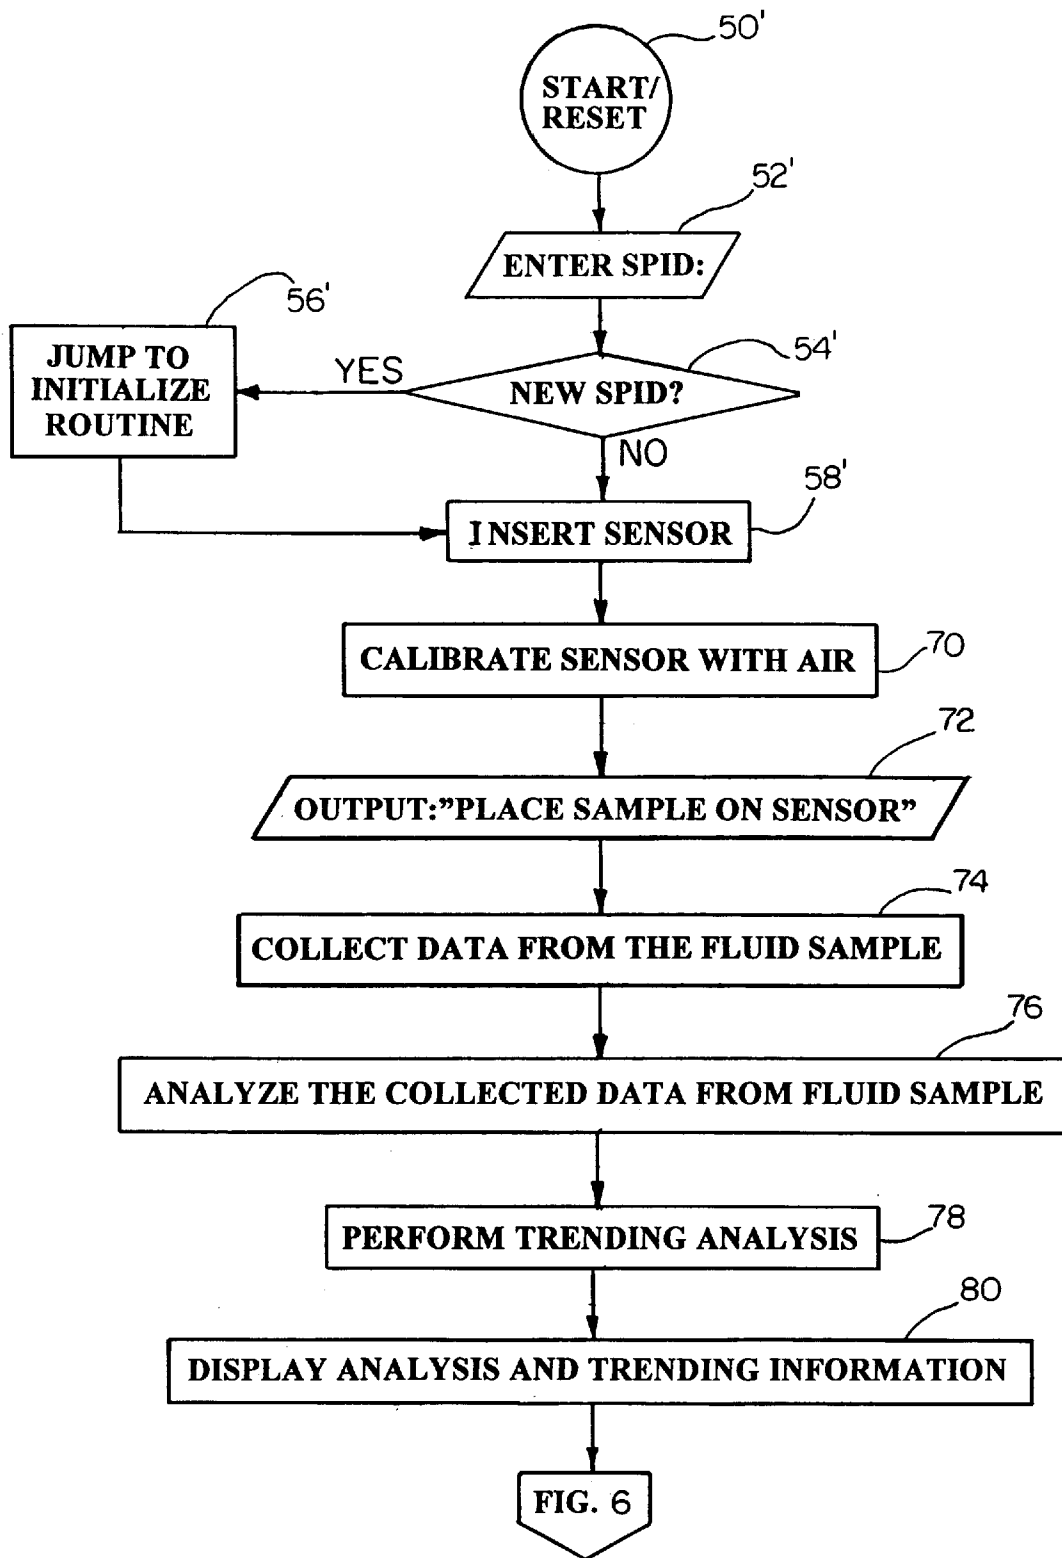 50'
START/
RESET
52'
ENTER SPID:
56'
54'
JUMP TO
INITIALIZE
ROUTINE
YES
NEW SPID?
NO
58'
INSERT SENSOR
70
CALIBRATE SENSOR WITH AIR
72
OUTPUT:"PLACE SAMPLE ON SENSOR"
74
COLLECT DATA FROM THE FLUID SAMPLE
76
ANALYZE THE COLLECTED DATA FROM FLUID SAMPLE
78
PERFORM TRENDING ANALYSIS
80
DISPLAY ANALYSIS AND TRENDING INFORMATION
FIG. 6